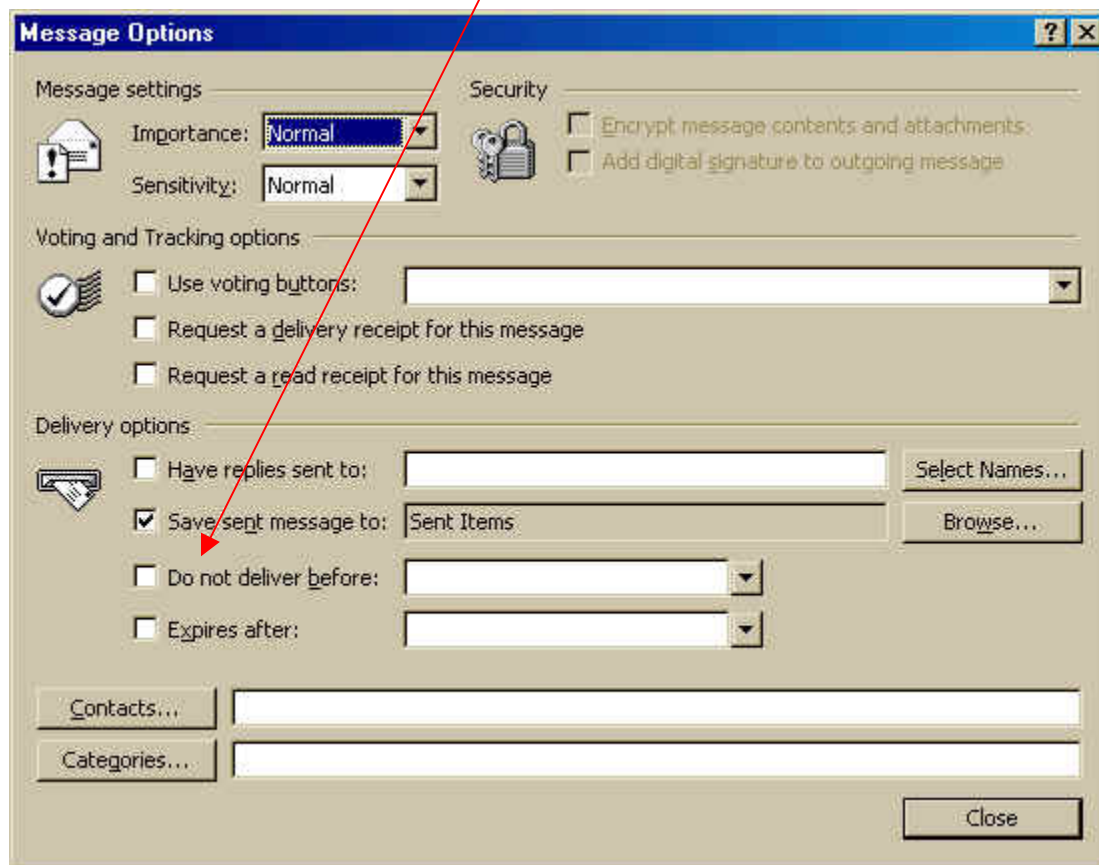 Message Options
Message settings
Security
Importance: Normal
Encrypt message contents and attachments
Sensitivity: Normal
Add digital signature to outgoing message
Voting and Tracking options
Use voting buttons:
Request a delivery receipt for this message
Request a read receipt for this message
Delivery options
Have replies sent to:
Select Names...
Save sent message to: Sent Items
Browse...
Do not deliver before:
Expires after:
Contacts...
Categories...
Close